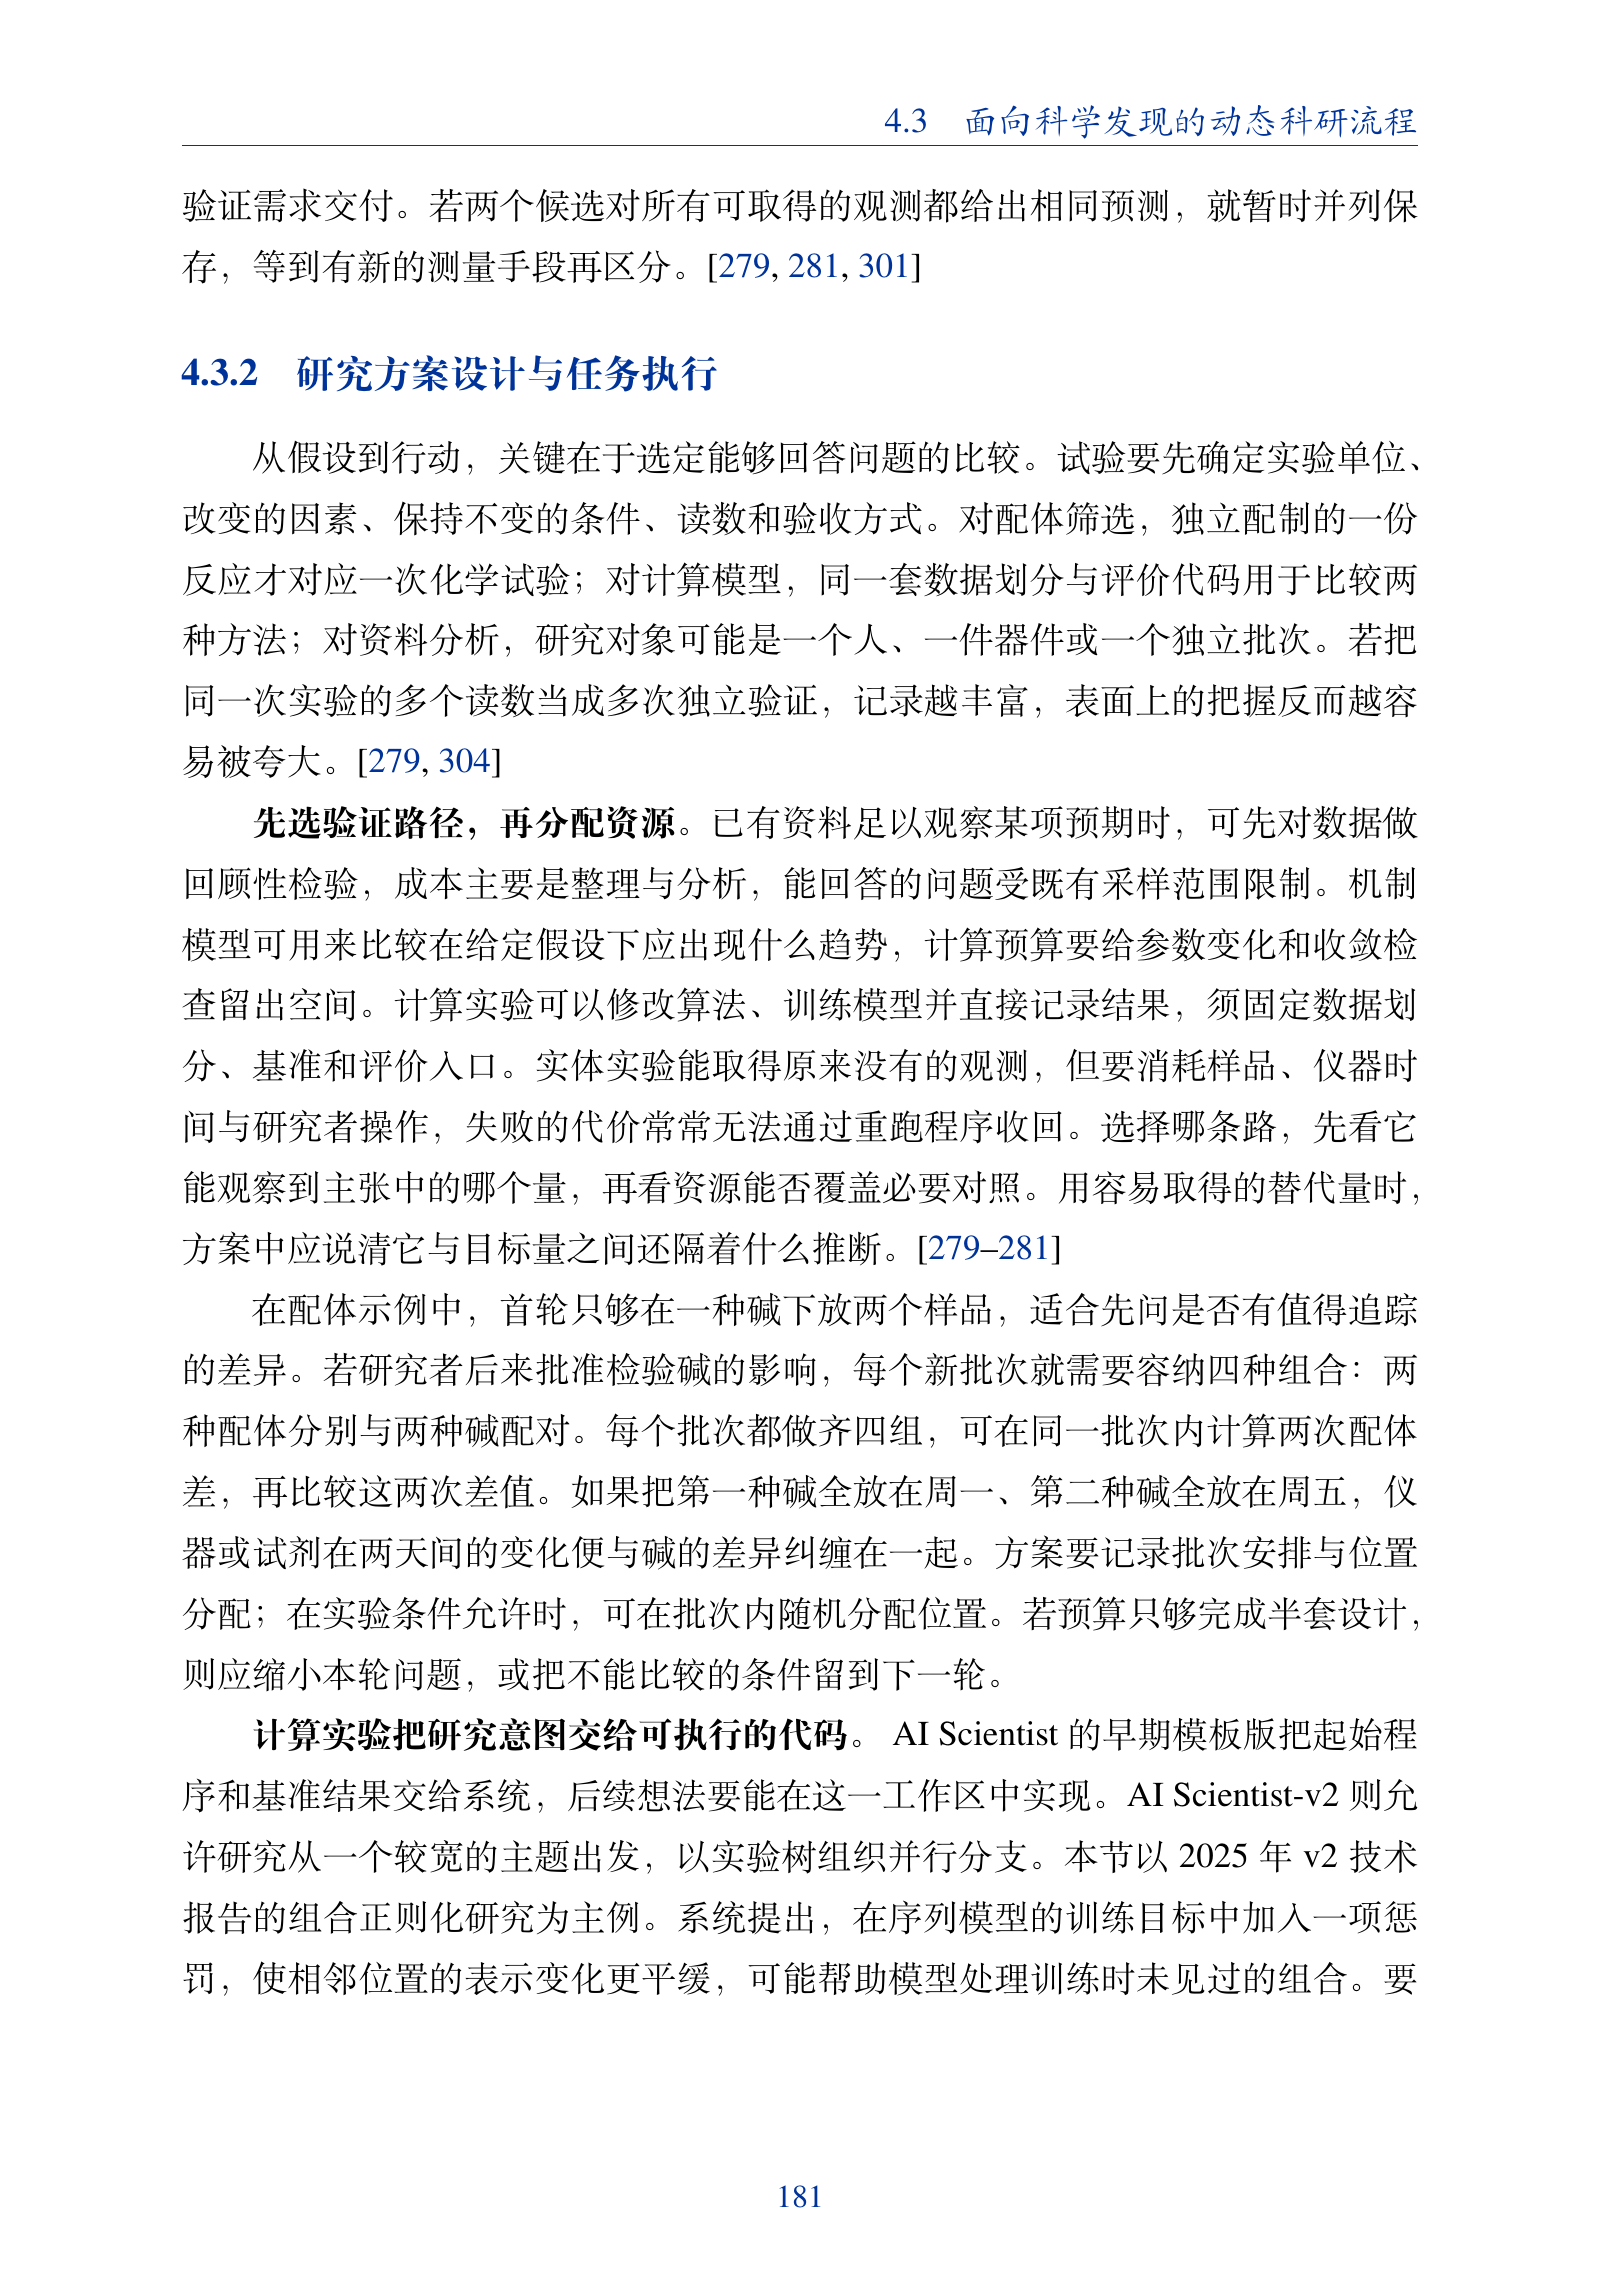 4.3 面向科学发现的动态科研流程
验证需求交付。若两个候选对所有可取得的观测都给出相同预测，就暂时并列保
存，等到有新的测量手段再区分。[279, 281, 301]
4.3.2 研究方案设计与任务执行
从假设到行动，关键在于选定能够回答问题的比较。试验要先确定实验单位、
改变的因素、保持不变的条件、读数和验收方式。对配体筛选，独立配制的一份
反应才对应一次化学试验；对计算模型，同一套数据划分与评价代码用于比较两
种方法；对资料分析，研究对象可能是一个人、一件器件或一个独立批次。若把
同一次实验的多个读数当成多次独立验证，记录越丰富，表面上的把握反而越容
易被夸大。[279, 304]
先选验证路径，再分配资源。已有资料足以观察某项预期时，可先对数据做
回顾性检验，成本主要是整理与分析，能回答的问题受既有采样范围限制。机制
模型可用来比较在给定假设下应出现什么趋势，计算预算要给参数变化和收敛检
查留出空间。计算实验可以修改算法、训练模型并直接记录结果，须固定数据划
分、基准和评价入口。实体实验能取得原来没有的观测，但要消耗样品、仪器时
间与研究者操作，失败的代价常常无法通过重跑程序收回。选择哪条路，先看它
能观察到主张中的哪个量，再看资源能否覆盖必要对照。用容易取得的替代量时，
方案中应说清它与目标量之间还隔着什么推断。[279–281]
在配体示例中，首轮只够在一种碱下放两个样品，适合先问是否有值得追踪
的差异。若研究者后来批准检验碱的影响，每个新批次就需要容纳四种组合：两
种配体分别与两种碱配对。每个批次都做齐四组，可在同一批次内计算两次配体
差，再比较这两次差值。如果把第一种碱全放在周一、第二种碱全放在周五，仪
器或试剂在两天间的变化便与碱的差异纠缠在一起。方案要记录批次安排与位置
分配；在实验条件允许时，可在批次内随机分配位置。若预算只够完成半套设计，
则应缩小本轮问题，或把不能比较的条件留到下一轮。
计算实验把研究意图交给可执行的代码。 AI Scientist 的早期模板版把起始程
序和基准结果交给系统，后续想法要能在这一工作区中实现。AI Scientist-v2 则允
许研究从一个较宽的主题出发，以实验树组织并行分支。本节以 2025 年 v2 技术
报告的组合正则化研究为主例。系统提出，在序列模型的训练目标中加入一项惩
罚，使相邻位置的表示变化更平缓，可能帮助模型处理训练时未见过的组合。要
181